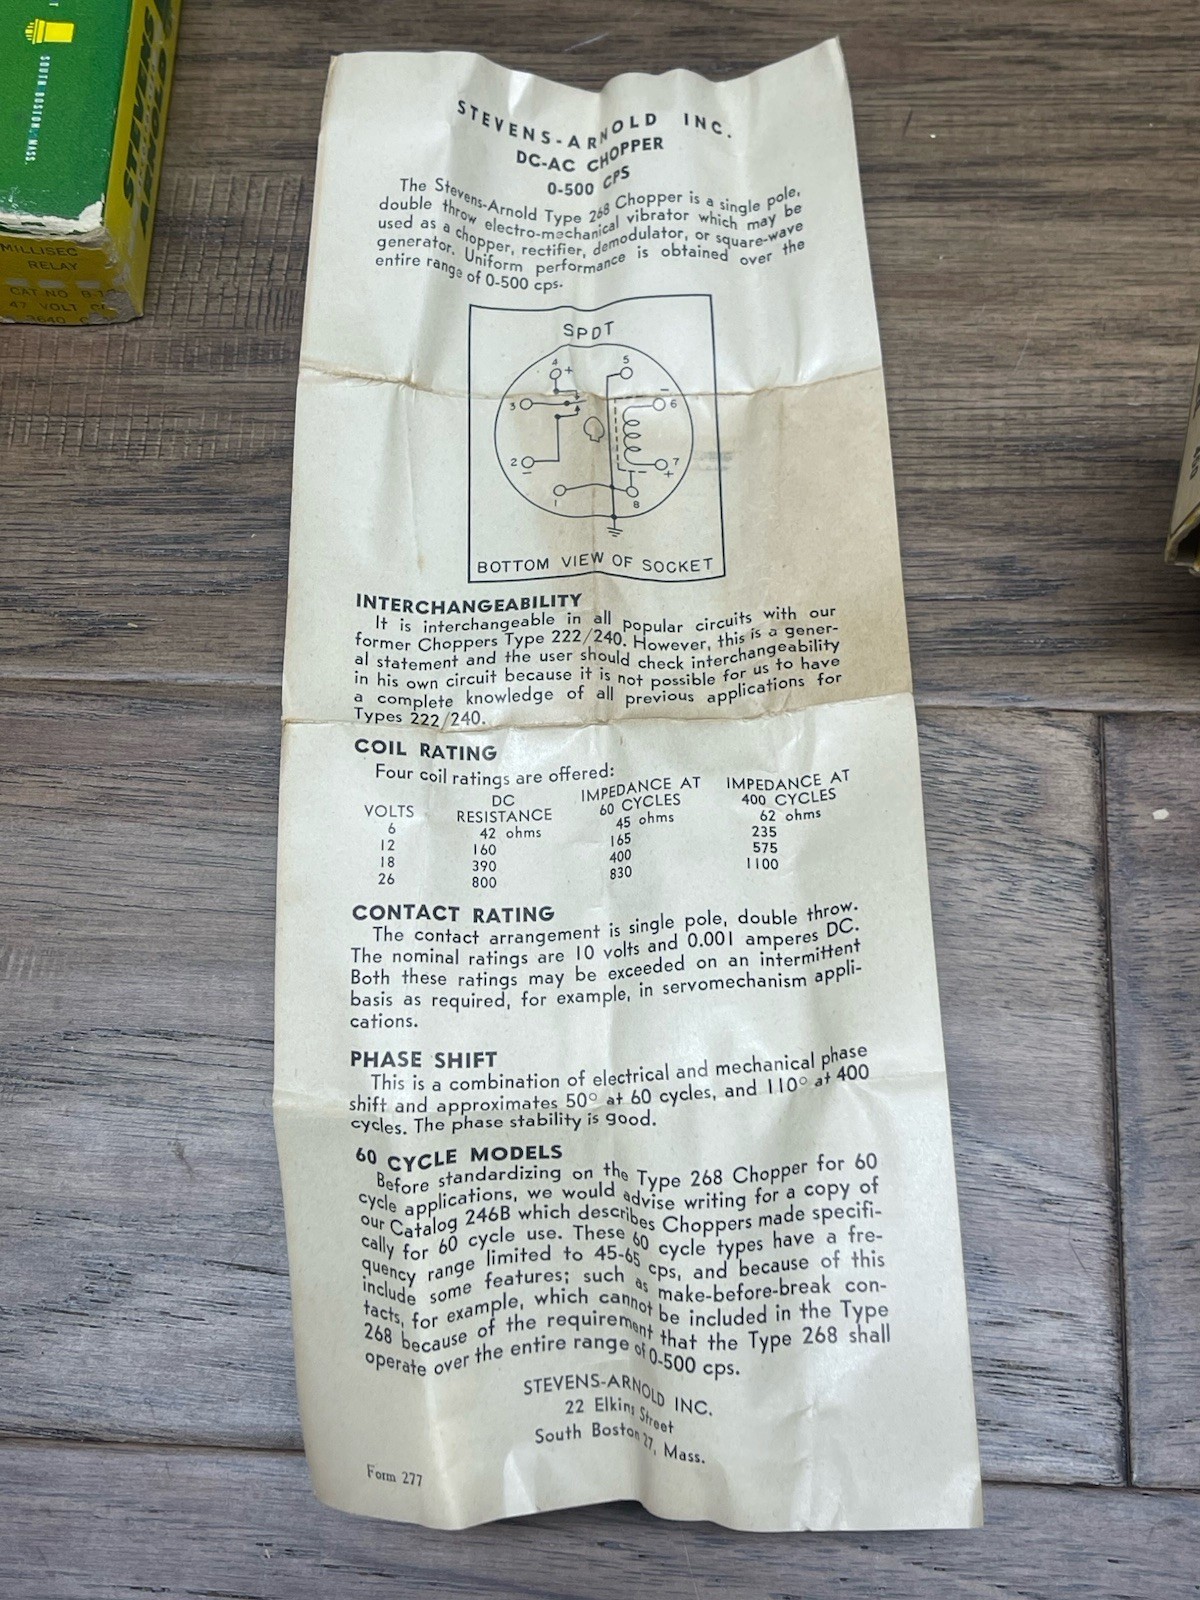 SOUTH BOSTON, MASS.
STEVENS
ARNOLD
MILLISEC
RELAY
CAT. NO
47 VOLT
3640
STEVENS-ARNOLD INC.
DC-AC CHOPPER
0-500 CPS
The Stevens-Arnold Type 268 Chopper is a single pole,
double throw electro-mechanical vibrator which may be
used as a chopper, rectifier, demodulator, or square-wave
generator. Uniform performance is obtained over the
entire range of 0-500 cps.
SPDT
4 + 5
3 − 6
2 − 7 +
1 8
BOTTOM VIEW OF SOCKET
INTERCHANGEABILITY
It is interchangeable in all popular circuits with our
former Choppers Type 222/240. However, this is a gener-
al statement and the user should check interchangeability
in his own circuit because it is not possible for us to have
a complete knowledge of all previous applications for
Types 222/240.
COIL RATING
Four coil ratings are offered:
VOLTS DC RESISTANCE IMPEDANCE AT 60 CYCLES IMPEDANCE AT 400 CYCLES
6 42 ohms 45 ohms 62 ohms
12 160 165 235
18 390 400 575
26 800 830 1100
CONTACT RATING
The contact arrangement is single pole, double throw.
The nominal ratings are 10 volts and 0.001 amperes DC.
Both these ratings may be exceeded on an intermittent
basis as required, for example, in servomechanism appli-
cations.
PHASE SHIFT
This is a combination of electrical and mechanical phase
shift and approximates 50° at 60 cycles, and 110° at 400
cycles. The phase stability is good.
60 CYCLE MODELS
Before standardizing on the Type 268 Chopper for 60
cycle applications, we would advise writing for a copy of
our Catalog 246B which describes Choppers made specifi-
cally for 60 cycle use. These 60 cycle types have a fre-
quency range limited to 45-65 cps, and because of this
include some features; such as make-before-break con-
tacts, for example, which cannot be included in the Type
268 because of the requirement that the Type 268 shall
operate over the entire range of 0-500 cps.
STEVENS-ARNOLD INC.
22 Elkins Street
South Boston 27, Mass.
Form 277